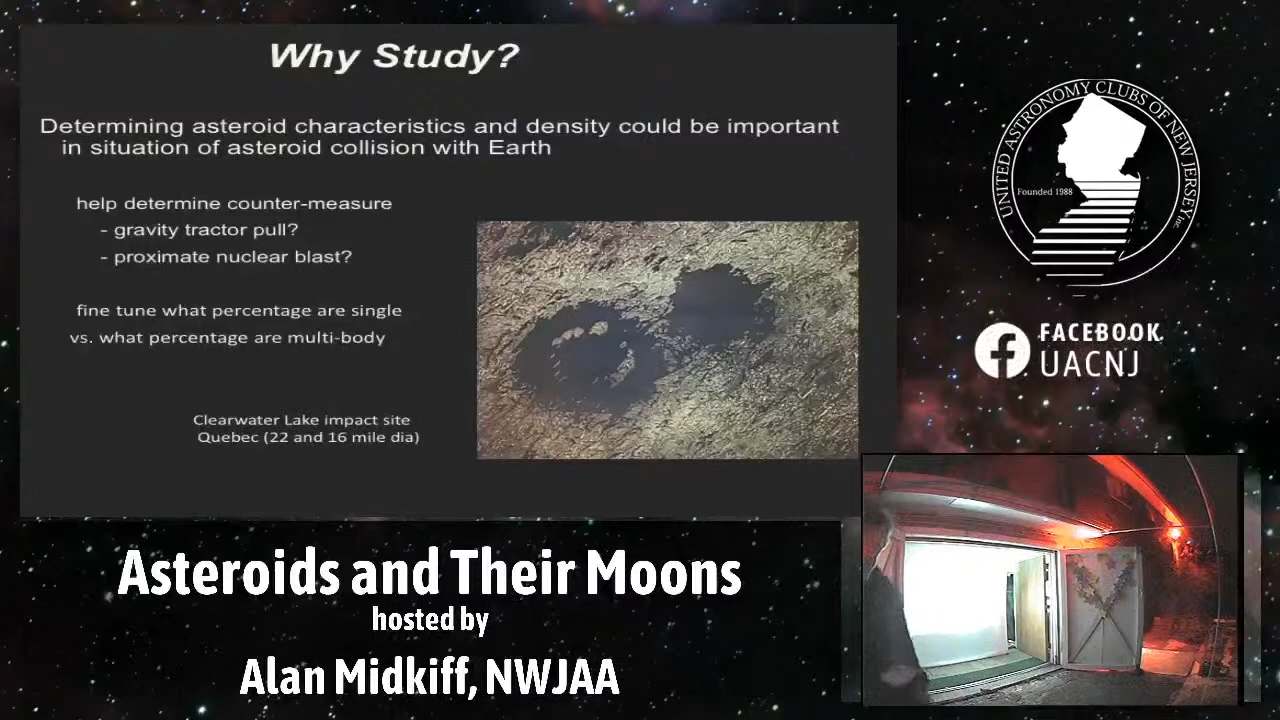 Why Study?
Determining asteroid characteristics and density could be important
in situation of asteroid collision with Earth
help determine counter-measure
- gravity tractor pull?
- proximate nuclear blast?
fine tune what percentage are single
vs. what percentage are multi-body
Clearwater Lake impact site
Quebec (22 and 16 mile dia)
UNITED ASTRONOMY CLUBS OF NEW JERSEY, Inc.
Founded 1988
FACEBOOK
UACNJ
Asteroids and Their Moons
hosted by
Alan Midkiff, NWJAA